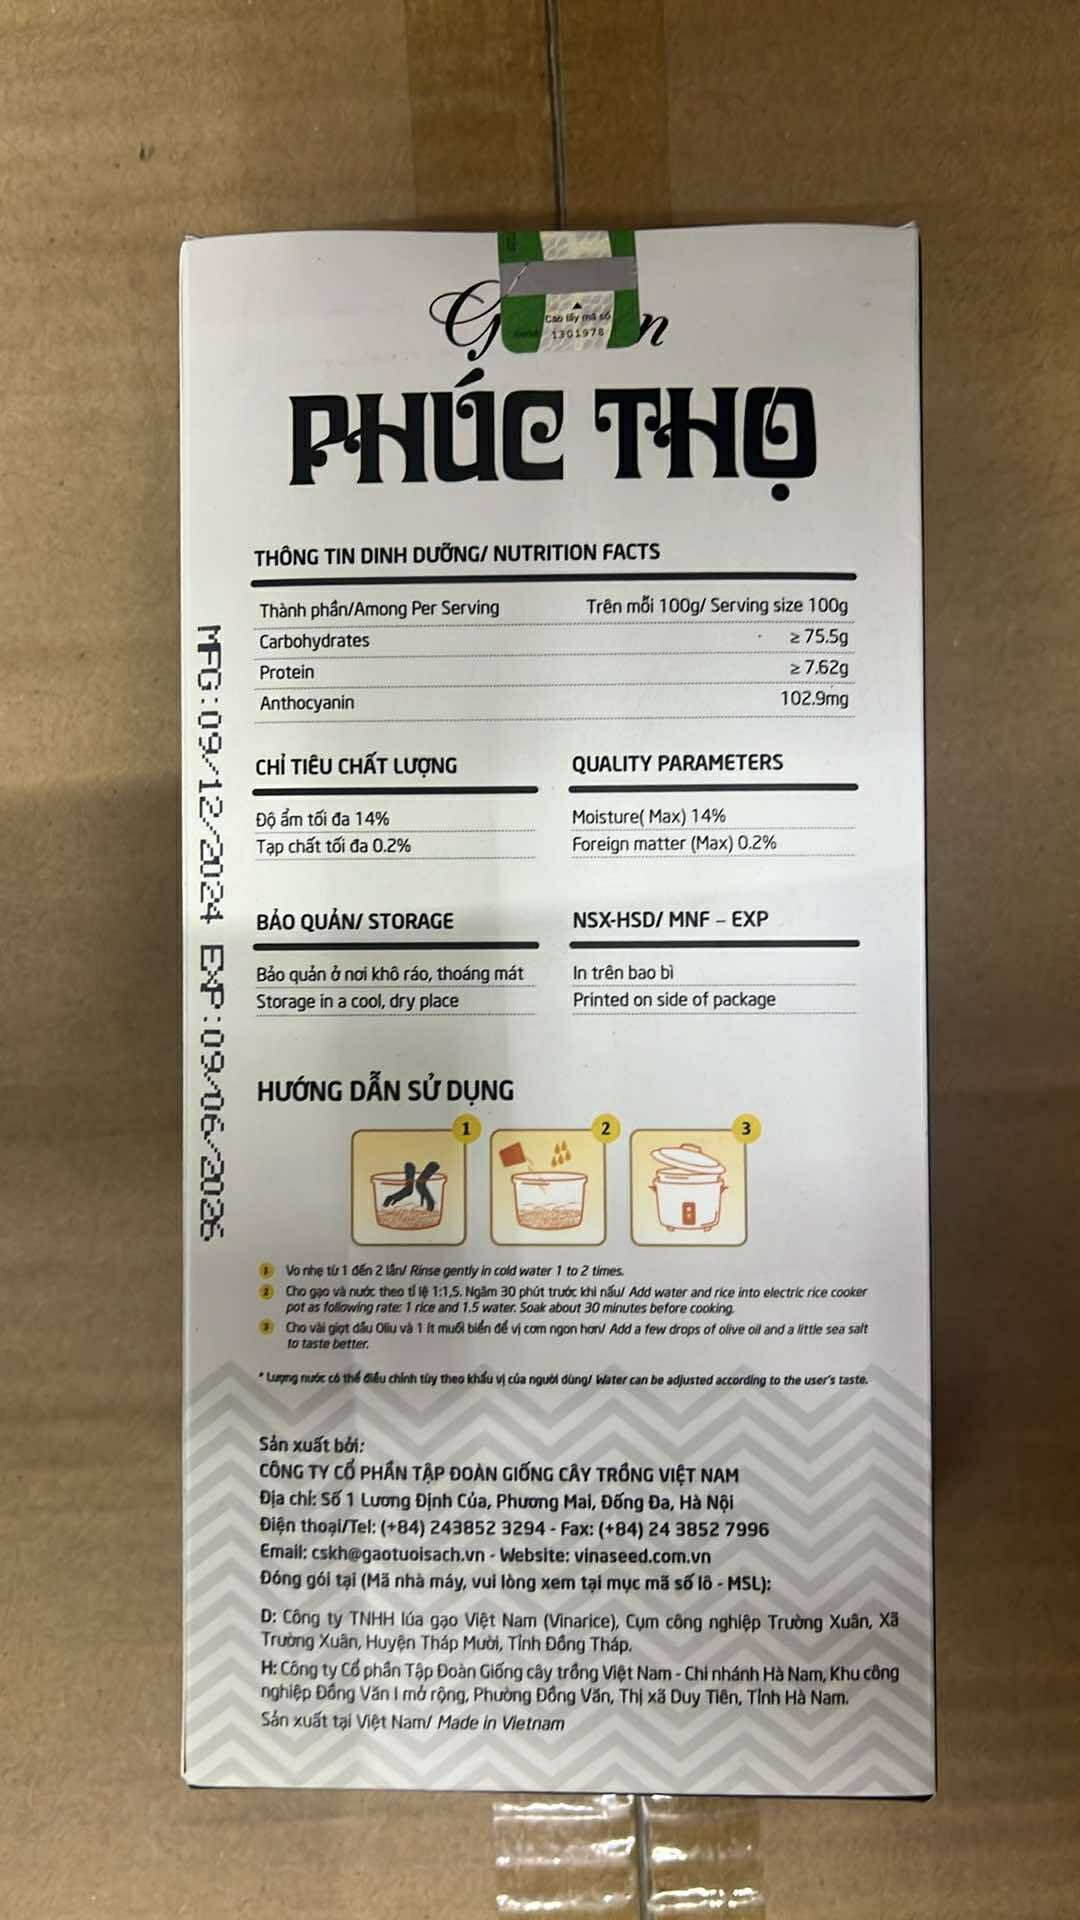 Cào lấy mã số
1301978
PHÚC THỌ
THÔNG TIN DINH DƯỠNG/ NUTRITION FACTS
Thành phần/Among Per Serving Trên mỗi 100g/ Serving size 100g
Carbohydrates ≥ 75.5g
Protein ≥ 7.62g
Anthocyanin 102.9mg
CHỈ TIÊU CHẤT LƯỢNG
Độ ẩm tối đa 14%
Tạp chất tối đa 0.2%
QUALITY PARAMETERS
Moisture( Max) 14%
Foreign matter (Max) 0.2%
BẢO QUẢN/ STORAGE
Bảo quản ở nơi khô ráo, thoáng mát
Storage in a cool, dry place
NSX-HSD/ MNF – EXP
In trên bao bì
Printed on side of package
MFG:09/12/2024 EXP:09/06/2026
HƯỚNG DẪN SỬ DỤNG
1
2
3
1 Vo nhẹ từ 1 đến 2 lần/ Rinse gently in cold water 1 to 2 times.
2 Cho gạo và nước theo tỉ lệ 1:1,5. Ngâm 30 phút trước khi nấu/ Add water and rice into electric rice cooker
pot as following rate: 1 rice and 1.5 water. Soak about 30 minutes before cooking.
3 Cho vài giọt dầu Oliu và 1 ít muối biển để vị cơm ngon hơn/ Add a few drops of olive oil and a little sea salt
to taste better.
* Lượng nước có thể điều chỉnh tùy theo khẩu vị của người dùng/ Water can be adjusted according to the user's taste.
Sản xuất bởi:
CÔNG TY CỔ PHẦN TẬP ĐOÀN GIỐNG CÂY TRỒNG VIỆT NAM
Địa chỉ: Số 1 Lương Định Của, Phương Mai, Đống Đa, Hà Nội
Điện thoại/Tel: (+84) 243852 3294 - Fax: (+84) 24 3852 7996
Email: cskh@gaotuoisach.vn - Website: vinaseed.com.vn
Đóng gói tại (Mã nhà máy, vui lòng xem tại mục mã số lô - MSL):
D: Công ty TNHH lúa gạo Việt Nam (Vinarice), Cụm công nghiệp Trường Xuân, Xã
Trường Xuân, Huyện Tháp Mười, Tỉnh Đồng Tháp.
H: Công ty Cổ phần Tập Đoàn Giống cây trồng Việt Nam - Chi nhánh Hà Nam, Khu công
nghiệp Đồng Văn I mở rộng, Phường Đồng Văn, Thị xã Duy Tiên, Tỉnh Hà Nam.
Sản xuất tại Việt Nam/ Made in Vietnam